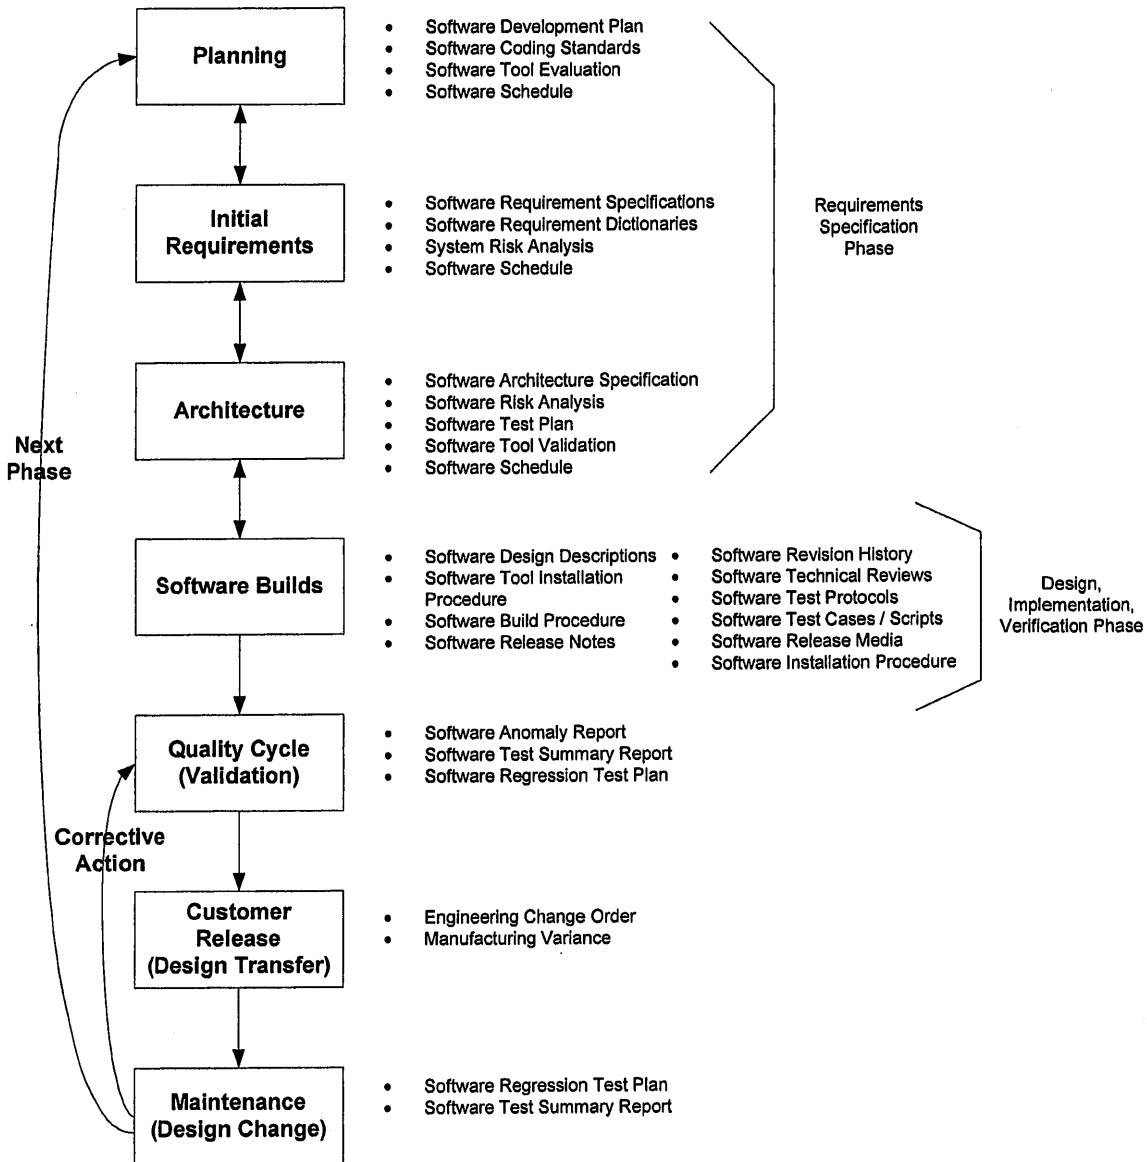 Planning
• Software Development Plan
• Software Coding Standards
• Software Tool Evaluation
• Software Schedule
Initial
Requirements
• Software Requirement Specifications
• Software Requirement Dictionaries
• System Risk Analysis
• Software Schedule
Requirements
Specification
Phase
Architecture
• Software Architecture Specification
• Software Risk Analysis
• Software Test Plan
• Software Tool Validation
• Software Schedule
Next
Phase
Software Builds
• Software Design Descriptions
• Software Tool Installation
Procedure
• Software Build Procedure
• Software Release Notes
• Software Revision History
• Software Technical Reviews
• Software Test Protocols
• Software Test Cases / Scripts
• Software Release Media
• Software Installation Procedure
Design,
Implementation,
Verification Phase
Quality Cycle
(Validation)
• Software Anomaly Report
• Software Test Summary Report
• Software Regression Test Plan
Corrective
Action
Customer
Release
(Design Transfer)
• Engineering Change Order
• Manufacturing Variance
Maintenance
(Design Change)
• Software Regression Test Plan
• Software Test Summary Report